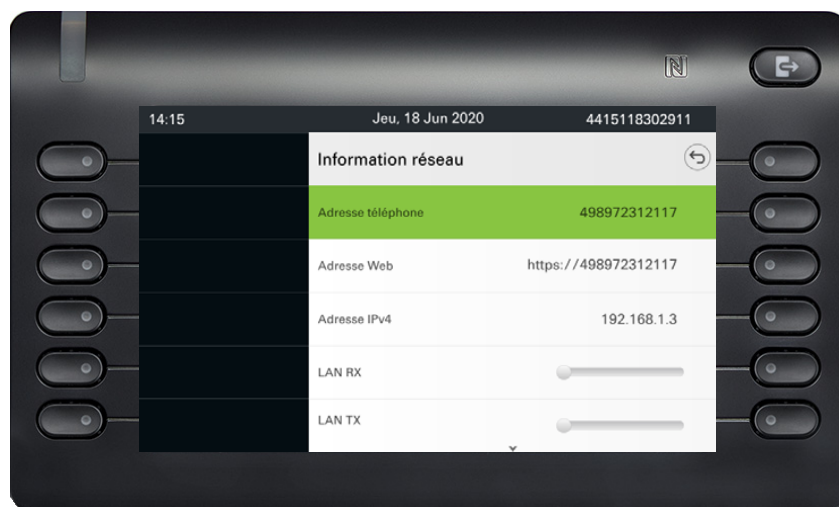 14:15 Jeu, 18 Jun 2020 4415118302911
Information réseau
Adresse téléphone 498972312117
Adresse Web https://498972312117
Adresse IPv4 192.168.1.3
LAN RX
LAN TX